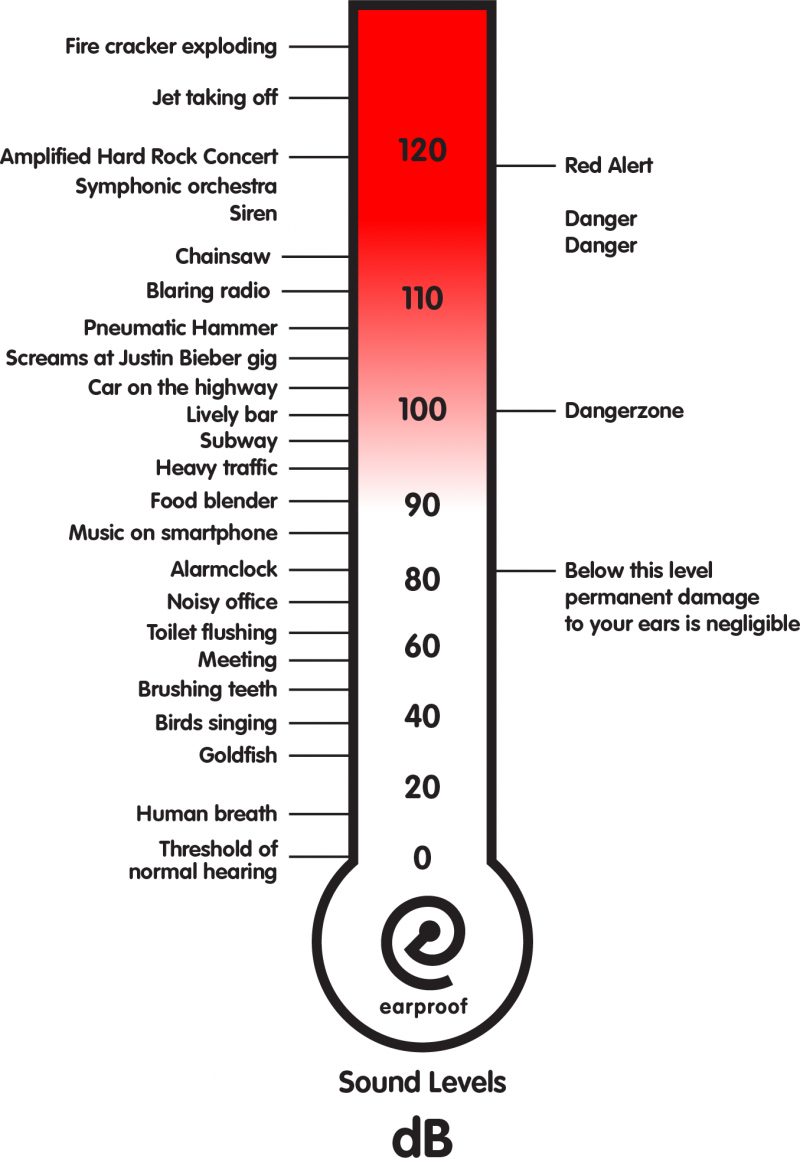 Fire cracker exploding
Jet taking off
Amplified Hard Rock Concert
Symphonic orchestra
Siren
Chainsaw
Blaring radio
Pneumatic Hammer
Screams at Justin Bieber gig
Car on the highway
Lively bar
Subway
Heavy traffic
Food blender
Music on smartphone
Alarmclock
Noisy office
Toilet flushing
Meeting
Brushing teeth
Birds singing
Goldfish
Human breath
Threshold of
normal hearing
120
110
100
90
80
60
40
20
0
Red Alert
Danger
Danger
Dangerzone
Below this level
permanent damage
to your ears is negligible
earproof
Sound Levels
dB